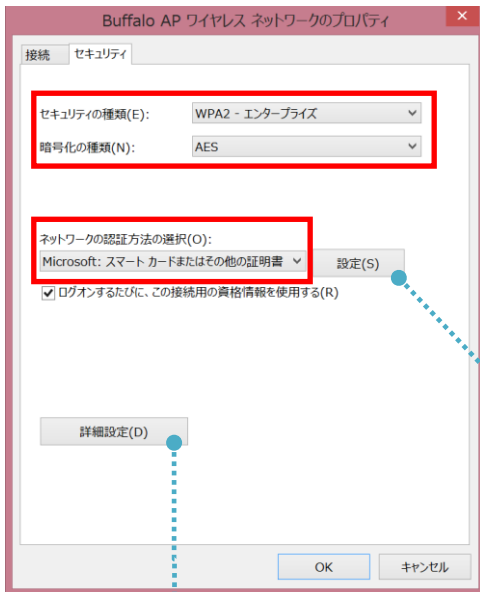 Buffalo AP ワイヤレス ネットワークのプロパティ
接続 セキュリティ
セキュリティの種類(E): WPA2 - エンタープライズ
暗号化の種類(N): AES
ネットワークの認証方法の選択(O):
Microsoft: スマート カードまたはその他の証明書 設定(S)
ログオンするたびに、この接続用の資格情報を使用する(R)
詳細設定(D)
OK キャンセル